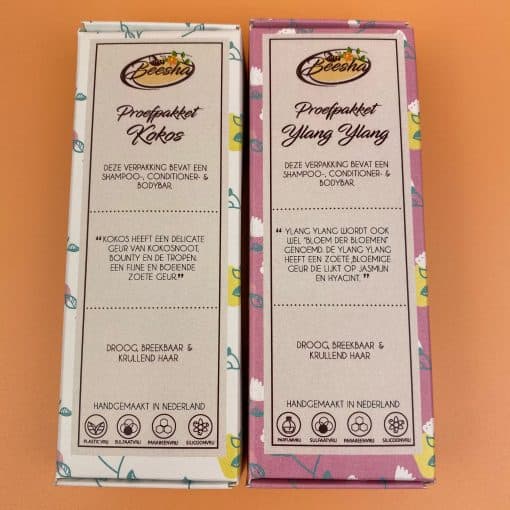 Beesha
Proefpakket
Kokos
DEZE VERPAKKING BEVAT EEN
SHAMPOO-, CONDITIONER- &
BODYBAR.
“KOKOS HEEFT EEN DELICATE
GEUR VAN KOKOSNOOT,
BOUNTY EN DE TROPEN.
EEN FIJNE EN BOEIENDE
ZOETE GEUR.”
DROOG, BREEKBAAR &
KRULLEND HAAR
HANDGEMAAKT IN NEDERLAND
PLASTICVRIJ SULFAATVRIJ PARABEENVRIJ SILICOONVRIJ
Beesha
Proefpakket
Ylang Ylang
DEZE VERPAKKING BEVAT EEN
SHAMPOO-, CONDITIONER- &
BODYBAR.
“ YLANG YLANG WORDT OOK
WEL "BLOEM DER BLOEMEN"
GENOEMD. DE YLANG YLANG
HEEFT EEN ZOETE ,BLOEMIGE
GEUR DIE LIJKT OP JASMIJN
EN HYACINT. ”
DROOG, BREEKBAAR &
KRULLEND HAAR
HANDGEMAAKT IN NEDERLAND
PARFUMVRIJ SULFAATVRIJ PARABEENVRIJ SILICOONVRIJ